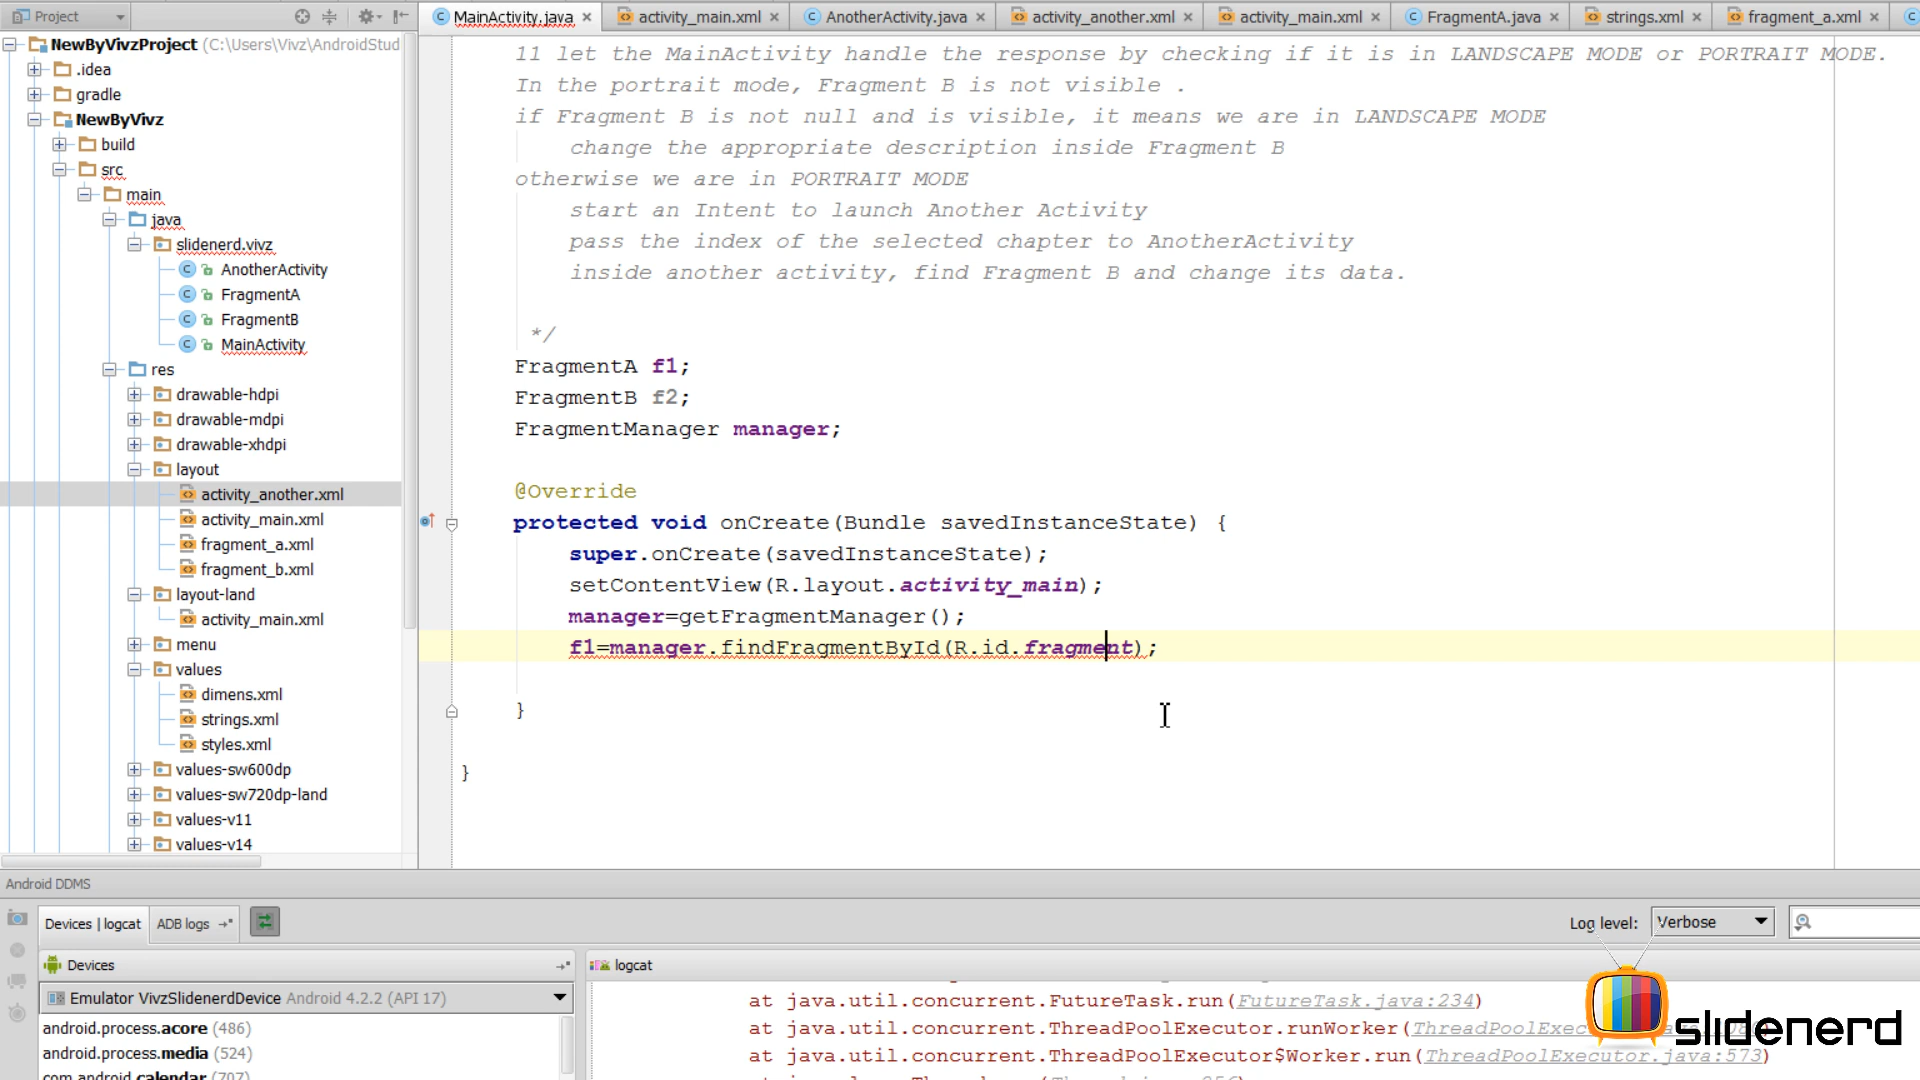 Project
MainActivity.java
activity_main.xml
AnotherActivity.java
activity_another.xml
activity_main.xml
FragmentA.java
strings.xml
fragment_a.xml
NewByVivzProject (C:\Users\Vivz\AndroidStud
.idea
gradle
NewByVivz
build
src
main
java
slidenerd.vivz
AnotherActivity
FragmentA
FragmentB
MainActivity
res
drawable-hdpi
drawable-mdpi
drawable-xhdpi
layout
activity_another.xml
activity_main.xml
fragment_a.xml
fragment_b.xml
layout-land
activity_main.xml
menu
values
dimens.xml
strings.xml
styles.xml
values-sw600dp
values-sw720dp-land
values-v11
values-v14
11 let the MainActivity handle the response by checking if it is in LANDSCAPE MODE or PORTRAIT MODE.
In the portrait mode, Fragment B is not visible .
if Fragment B is not null and is visible, it means we are in LANDSCAPE MODE
change the appropriate description inside Fragment B
otherwise we are in PORTRAIT MODE
start an Intent to launch Another Activity
pass the index of the selected chapter to AnotherActivity
inside another activity, find Fragment B and change its data.
*/
FragmentA f1;
FragmentB f2;
FragmentManager manager;
@Override
protected void onCreate(Bundle savedInstanceState) {
super.onCreate(savedInstanceState);
setContentView(R.layout.activity_main);
manager=getFragmentManager();
f1=manager.findFragmentById(R.id.fragment);
}
}
Android DDMS
Devices | logcat
ADB logs
Log level:
Verbose
Devices
logcat
Emulator VivzSlidenerdDevice Android 4.2.2 (API 17)
android.process.acore (486)
android.process.media (524)
com.android.calendar (707)
at java.util.concurrent.FutureTask.run(FutureTask.java:234)
at java.util.concurrent.ThreadPoolExecutor.runWorker(
at java.util.concurrent.ThreadPoolExecutor$Worker.run(ThreadPoolExecutor.java:573)
slidenerd